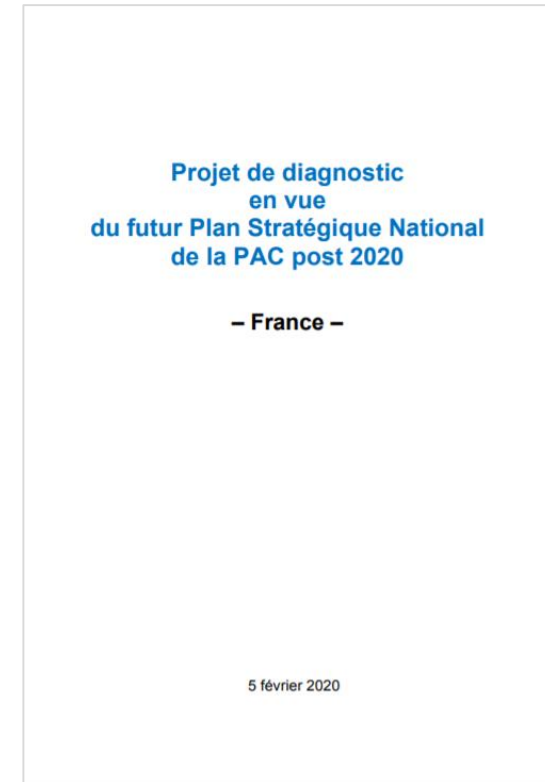 Projet de diagnostic
en vue
du futur Plan Stratégique National
de la PAC post 2020
– France –
5 février 2020